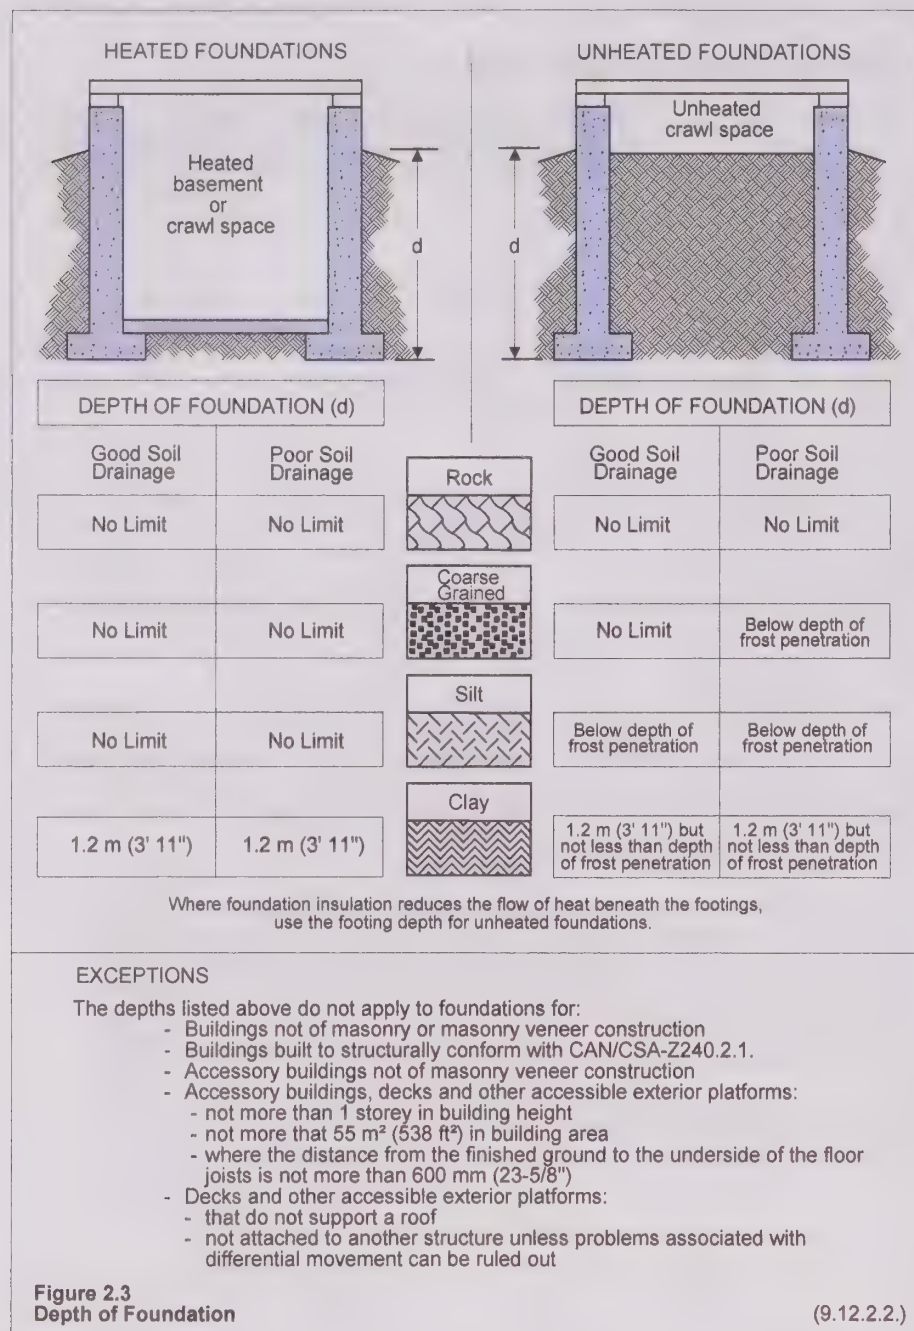 HEATED FOUNDATIONS
UNHEATED FOUNDATIONS
Heated
basement
or
crawl space
d
Unheated
crawl space
d
DEPTH OF FOUNDATION (d)
DEPTH OF FOUNDATION (d)
Good Soil
Drainage
Poor Soil
Drainage
Good Soil
Drainage
Poor Soil
Drainage
Rock
No Limit
No Limit
No Limit
No Limit
Coarse
Grained
No Limit
No Limit
No Limit
Below depth of
frost penetration
Silt
No Limit
No Limit
Below depth of
frost penetration
Below depth of
frost penetration
Clay
1.2 m (3' 11")
1.2 m (3' 11")
1.2 m (3' 11") but
not less than depth
of frost penetration
1.2 m (3' 11") but
not less than depth
of frost penetration
Where foundation insulation reduces the flow of heat beneath the footings,
use the footing depth for unheated foundations.
EXCEPTIONS
The depths listed above do not apply to foundations for:
- Buildings not of masonry or masonry veneer construction
- Buildings built to structurally conform with CAN/CSA-Z240.2.1.
- Accessory buildings not of masonry veneer construction
- Accessory buildings, decks and other accessible exterior platforms:
- not more than 1 storey in building height
- not more that 55 m² (538 ft²) in building area
- where the distance from the finished ground to the underside of the floor
joists is not more than 600 mm (23-5/8")
- Decks and other accessible exterior platforms:
- that do not support a roof
- not attached to another structure unless problems associated with
differential movement can be ruled out
Figure 2.3
Depth of Foundation
(9.12.2.2.)